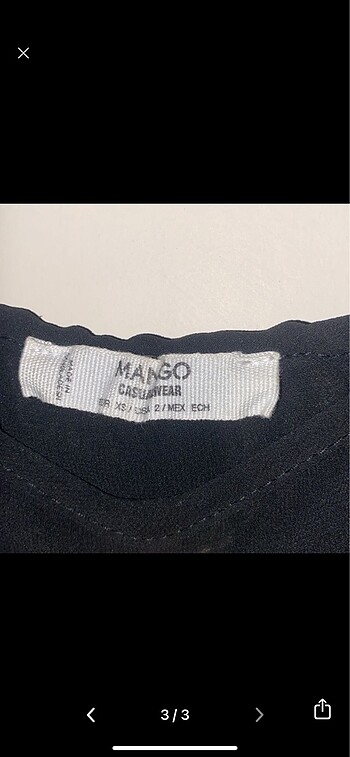 MANGO
CASUALWEAR
XS / USA 2 / MEX ECH
3/3